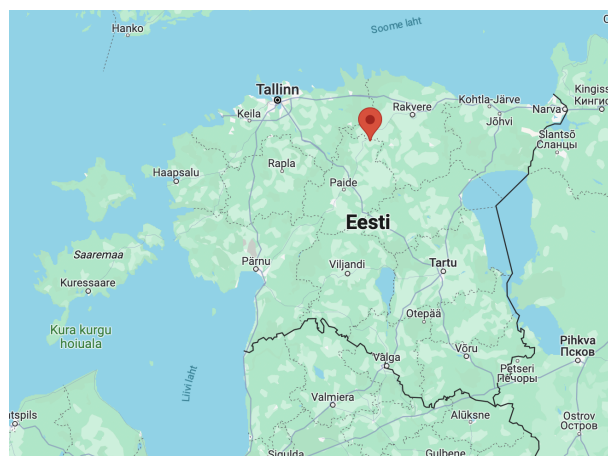 Hanko
Soome laht
Tallinn
Keila
Rakvere
Kohtla-Järve
Narva
Kingiss
Кингис
Jõhvi
Slantsõ
Сланцы
Haapsalu
Rapla
Paide
Eesti
Saaremaa
Kuressaare
Pärnu
Viljandi
Tartu
Kura kurgu
hoiuala
Otepää
Liivi laht
Valga
Võru
Pihkva
Псков
Petseri
Печоры
Valmiera
Alūksne
Ostrov
Остров
ntspils
Sigulda
Gulbene